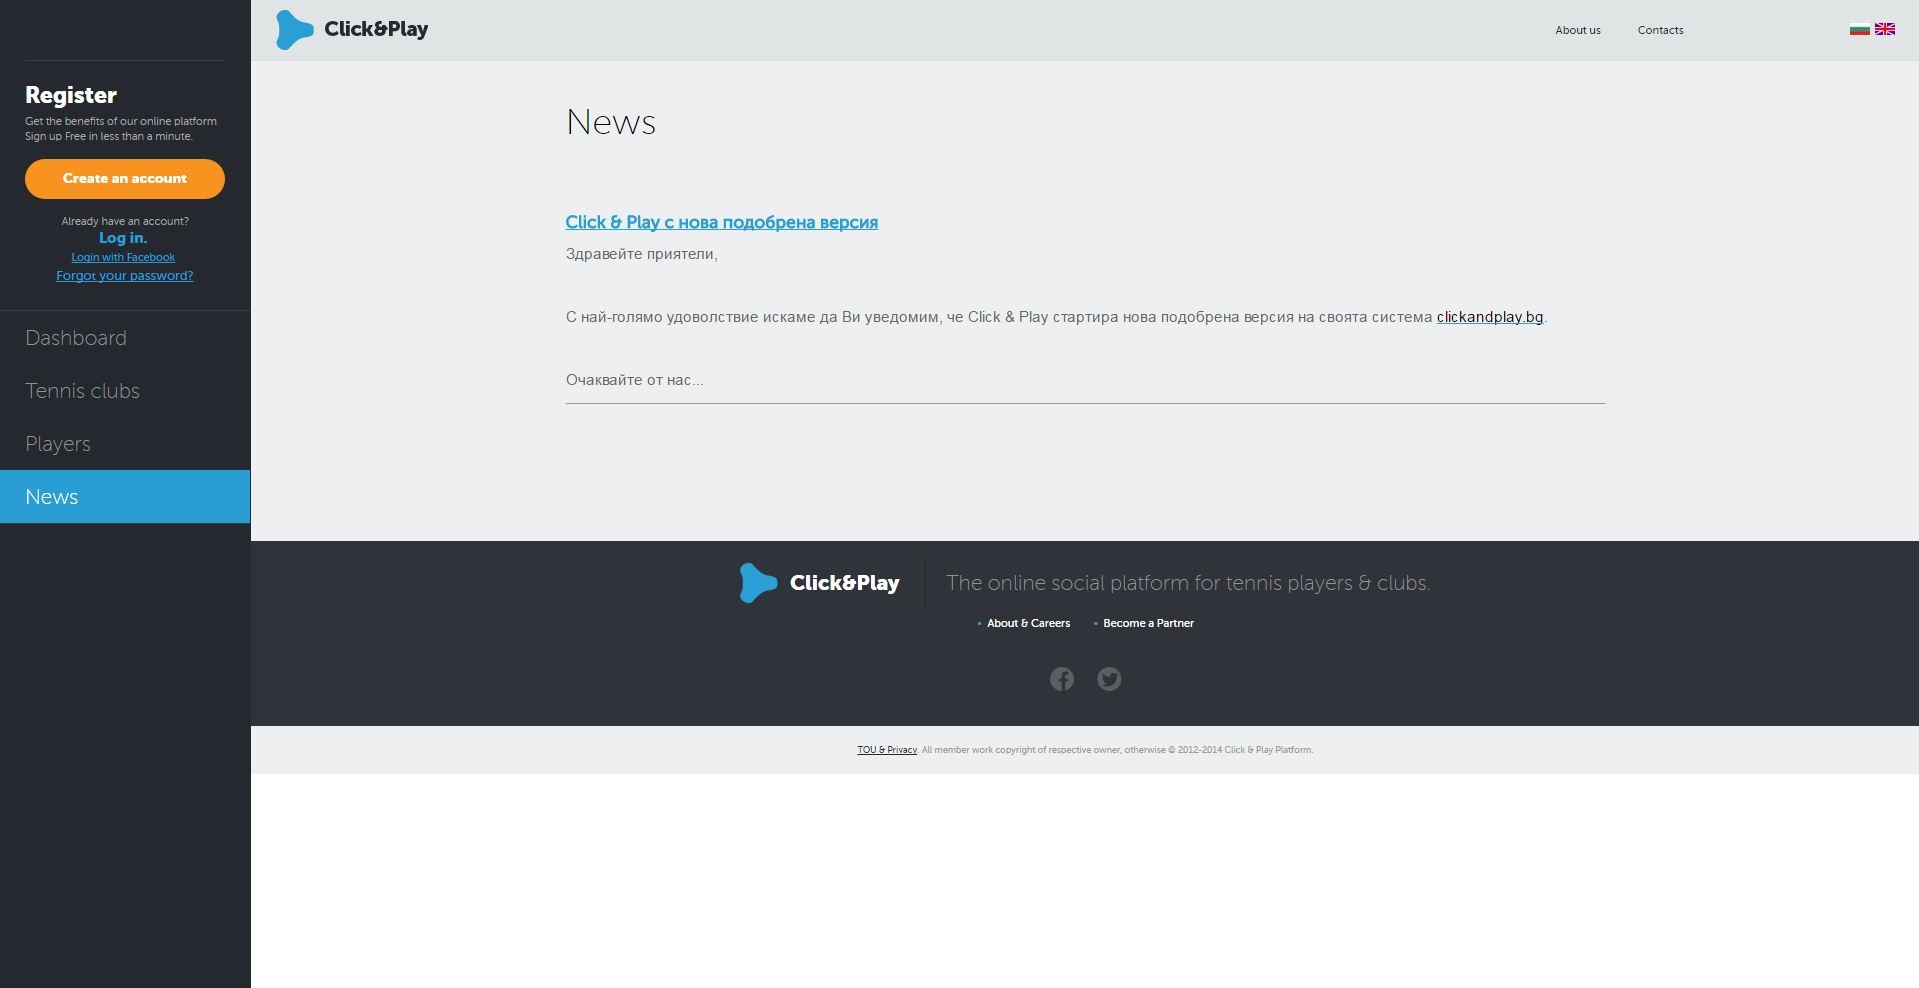 Click&Play
About us
Contacts
Register
Get the benefits of our online platform
Sign up Free in less than a minute.
Create an account
Already have an account?
Log in.
Login with Facebook
Forgot your password?
Dashboard
Tennis clubs
Players
News
News
Click & Play с нова подобрена версия
Здравейте приятели,
С най-голямо удоволствие искаме да Ви уведомим, че Click & Play стартира нова подобрена версия на своята система clickandplay.bg.
Очаквайте от нас...
Click&Play
The online social platform for tennis players & clubs.
• About & Careers
• Become a Partner
TOU & Privacy. All member work copyright of respective owner, otherwise © 2012-2014 Click & Play Platform.